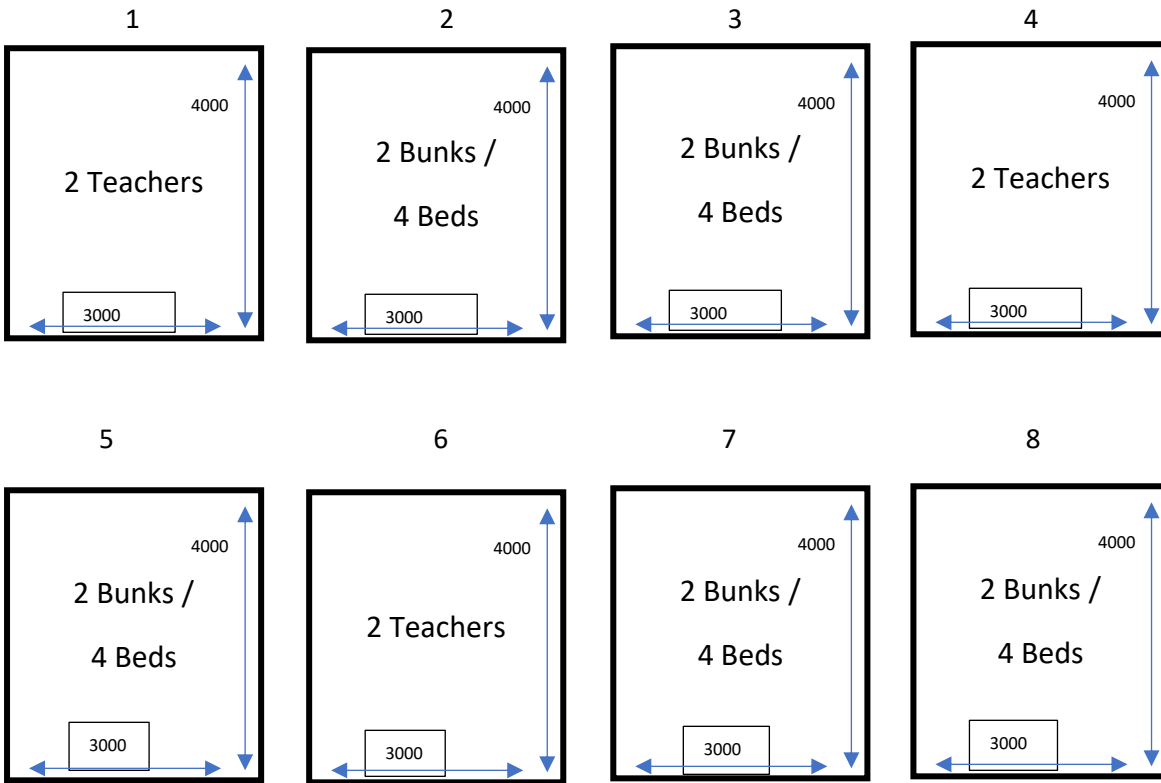 1 2 3 4
4000 4000 4000 4000
2 Bunks / 2 Bunks /
2 Teachers 2 Teachers
4 Beds 4 Beds
3000 3000 3000 3000
5 6 7 8
4000 4000 4000 4000
2 Bunks / 2 Bunks / 2 Bunks /
2 Teachers
4 Beds 4 Beds 4 Beds
3000 3000 3000 3000